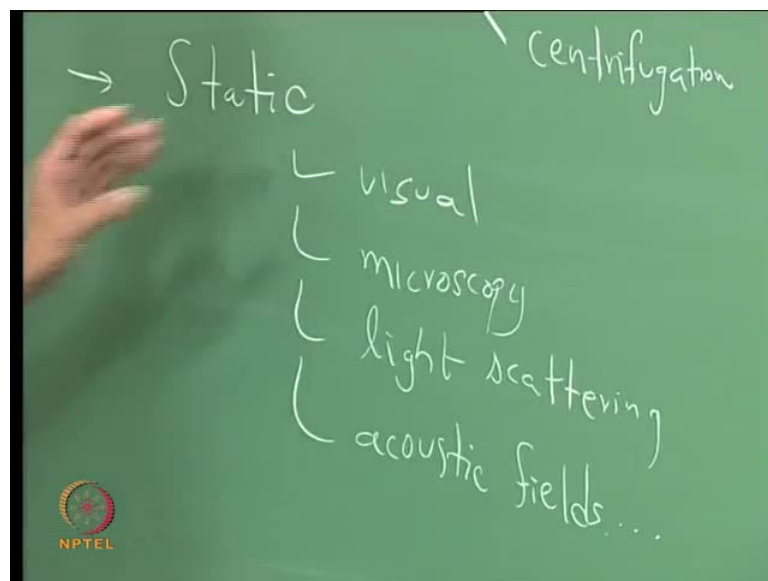 centrifugation
→ Static
visual
microscopy
light scattering
acoustic fields....
NPTEL